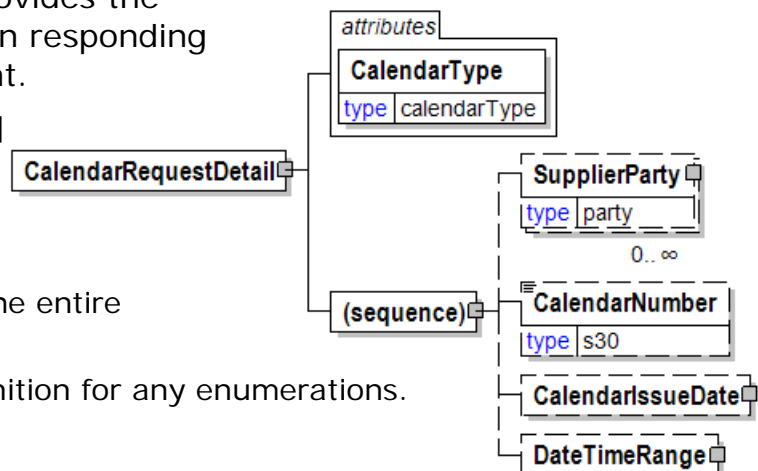 ovides the
n responding
nt.
he entire
nition for any enumerations.
attributes
CalendarType
type calendarType
CalendarRequestDetail
(sequence)
SupplierParty
type party
0.. ∞
CalendarNumber
type s30
CalendarIssueDate
DateTimeRange